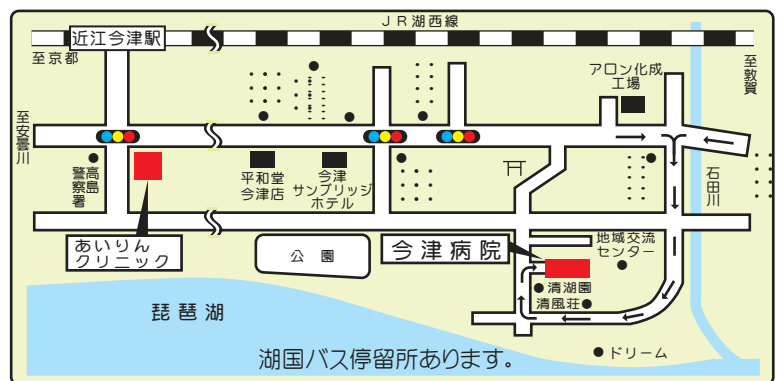 JR湖西線
近江今津駅
至京都
至敦賀
アロン化成
工場
至安曇川
高島
警察署
平和堂
今津店
今津
サンブリッジ
ホテル
石田川
あいりん
クリニック
公園
今津病院
地域交流
センター
清湖園
清風荘
琵琶湖
湖国バス停留所あります。
ドリーム